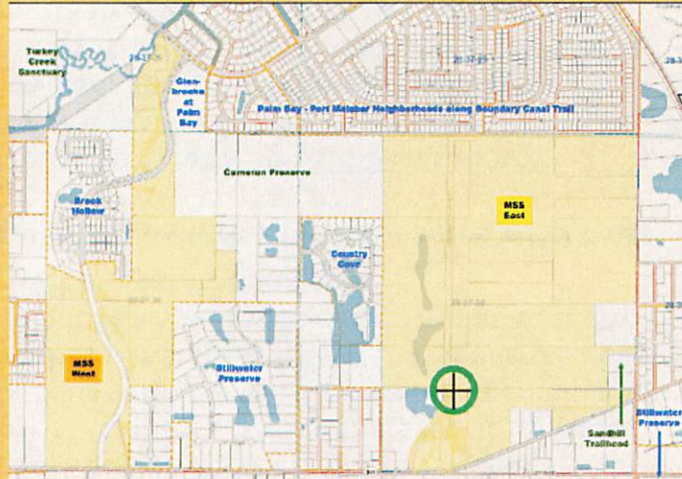 Turkey
Creek
Sanctuary
Glen-
brooke
at
Palm
Bay
Palm Bay - Port Malabar Neighborhoods along Boundary Canal Trail
Cameron Preserve
Brook
Hollow
MSS
East
Country
Cove
MSS
West
Stillwater
Preserve
Sandhill
Trailhead
Stillwater
Preserve